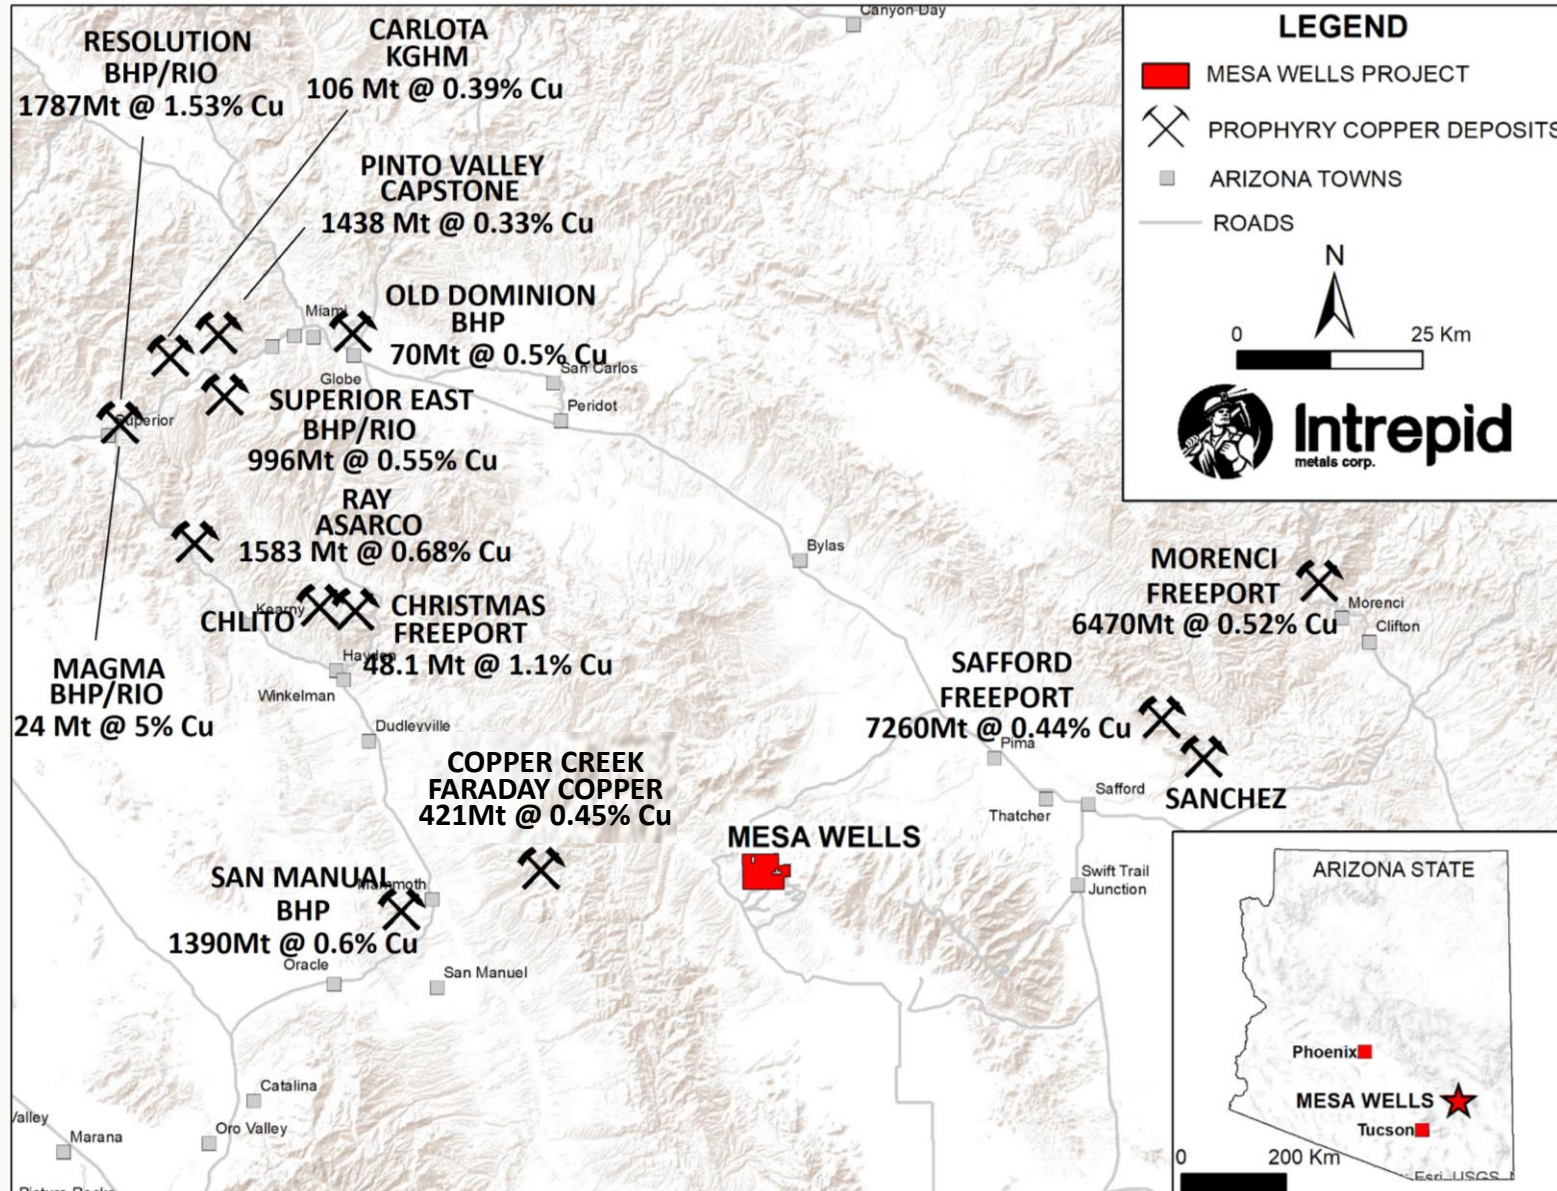 Canyon Day
RESOLUTION
BHP/RIO
1787Mt @ 1.53% Cu
CARLOTA
KGHM
106 Mt @ 0.39% Cu
PINTO VALLEY
CAPSTONE
1438 Mt @ 0.33% Cu
Miami
OLD DOMINION
BHP
70Mt @ 0.5% Cu
San Carlos
Globe
Peridot
Superior
SUPERIOR EAST
BHP/RIO
996Mt @ 0.55% Cu
RAY
ASARCO
1583 Mt @ 0.68% Cu
Bylas
Kearny
CHLITO
CHRISTMAS
FREEPORT
48.1 Mt @ 1.1% Cu
Hayden
Winkelman
MAGMA
BHP/RIO
24 Mt @ 5% Cu
Dudleyville
COPPER CREEK
FARADAY COPPER
421Mt @ 0.45% Cu
MORENCI
FREEPORT
6470Mt @ 0.52% Cu
Morenci
Clifton
SAFFORD
FREEPORT
7260Mt @ 0.44% Cu
Pima
SANCHEZ
Safford
Thatcher
MESA WELLS
Swift Trail
Junction
SAN MANUAL
BHP
1390Mt @ 0.6% Cu
Mammoth
Oracle
San Manuel
Catalina
Oro Valley
Valley
Marana
LEGEND
MESA WELLS PROJECT
PROPHYRY COPPER DEPOSITS
ARIZONA TOWNS
ROADS
N
0 25 Km
Intrepid
metals corp.
ARIZONA STATE
Phoenix
MESA WELLS
Tucson
0 200 Km
Esri, USGS